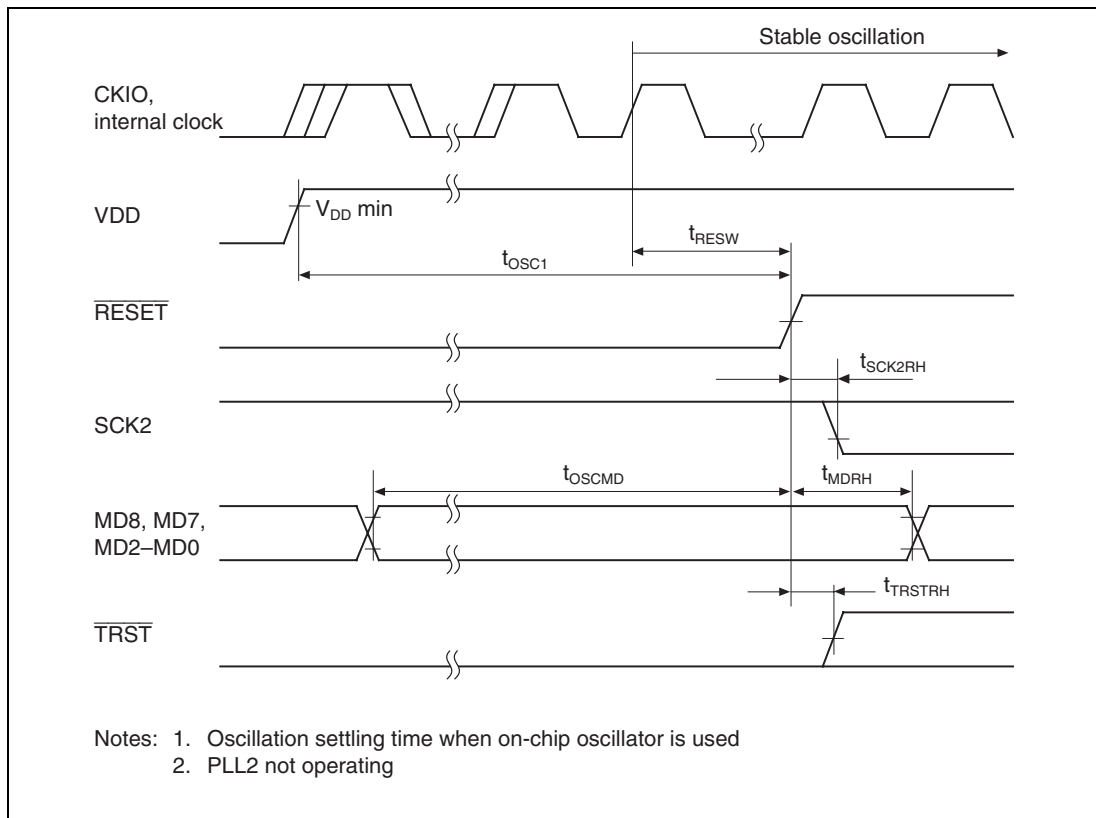 Stable oscillation
CKIO,
internal clock
VDD
VDD min
tRESW
tOSC1
RESET
tSCK2RH
SCK2
tOSCMD
tMDRH
MD8, MD7,
MD2–MD0
tTRSTRH
TRST
Notes: 1. Oscillation settling time when on-chip oscillator is used
2. PLL2 not operating